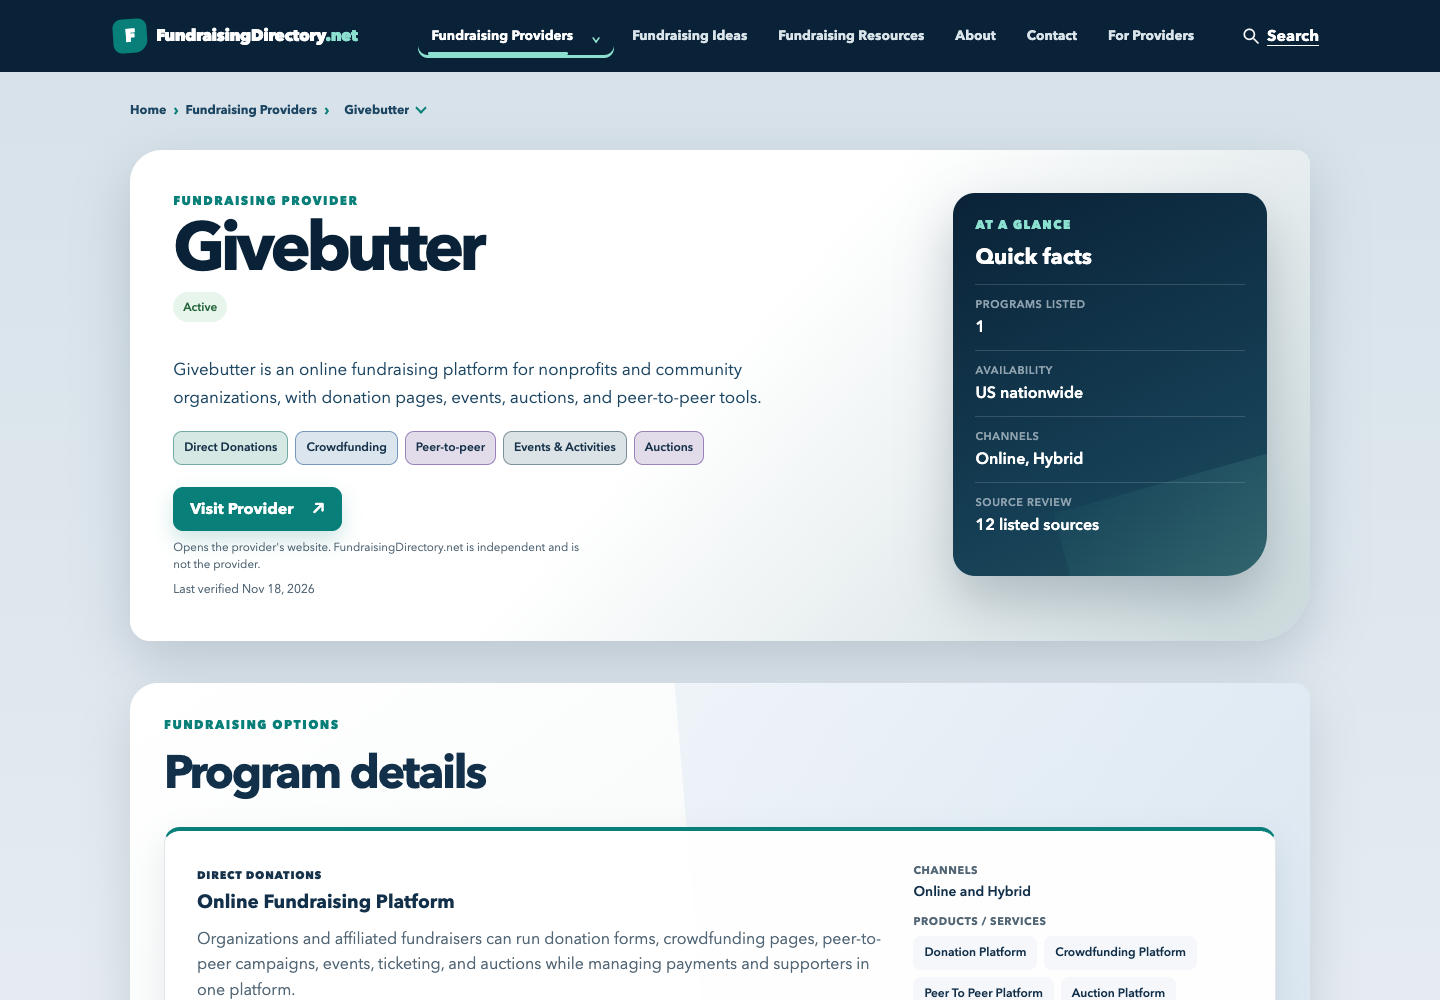 F FundraisingDirectory.net
Fundraising Providers
Fundraising Ideas
Fundraising Resources
About
Contact
For Providers
Search
Home › Fundraising Providers › Givebutter
FUNDRAISING PROVIDER
Givebutter
Active
Givebutter is an online fundraising platform for nonprofits and community
organizations, with donation pages, events, auctions, and peer-to-peer tools.
Direct Donations
Crowdfunding
Peer-to-peer
Events & Activities
Auctions
Visit Provider
Opens the provider's website. FundraisingDirectory.net is independent and is
not the provider.
Last verified Nov 18, 2026
AT A GLANCE
Quick facts
PROGRAMS LISTED
1
AVAILABILITY
US nationwide
CHANNELS
Online, Hybrid
SOURCE REVIEW
12 listed sources
FUNDRAISING OPTIONS
Program details
DIRECT DONATIONS
Online Fundraising Platform
Organizations and affiliated fundraisers can run donation forms, crowdfunding pages, peer-to-
peer campaigns, events, ticketing, and auctions while managing payments and supporters in
one platform.
CHANNELS
Online and Hybrid
PRODUCTS / SERVICES
Donation Platform
Crowdfunding Platform
Peer To Peer Platform
Auction Platform